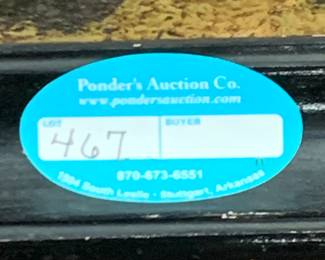 Ponder's Auction Co.
www.pondersauction.com
LOT BUYER
467
870-673-6551
1504 South Leslie - Stuttgart, Arkansas